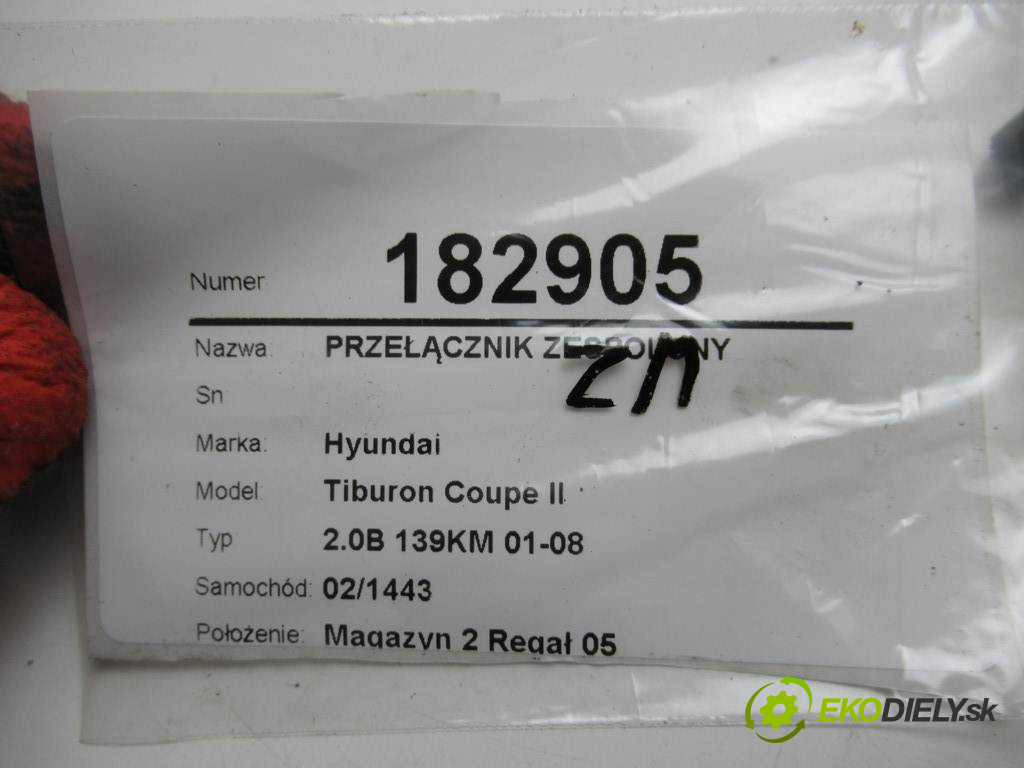 Numer 182905
Nazwa: PRZEŁĄCZNIK ZESPOLONY
Sn
Marka: Hyundai
Model: Tiburon Coupe II
Typ 2.0B 139KM 01-08
Samochód: 02/1443
Położenie: Magazyn 2 Regał 05
EKODIELY.sk